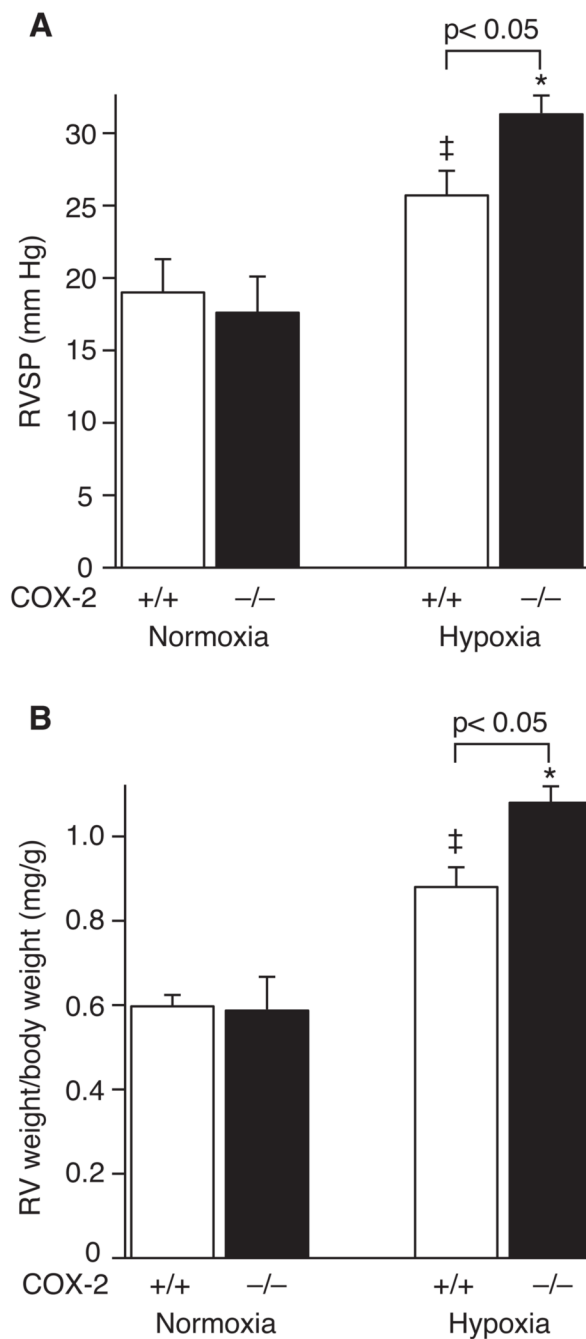 A
p< 0.05
*
‡
30
25
20
15
10
5
0
RVSP (mm Hg)
COX-2 +/+ –/– +/+ –/–
Normoxia Hypoxia
B
p< 0.05
*
‡
1.0
0.8
0.6
0.4
0.2
0
RV weight/body weight (mg/g)
COX-2 +/+ –/– +/+ –/–
Normoxia Hypoxia